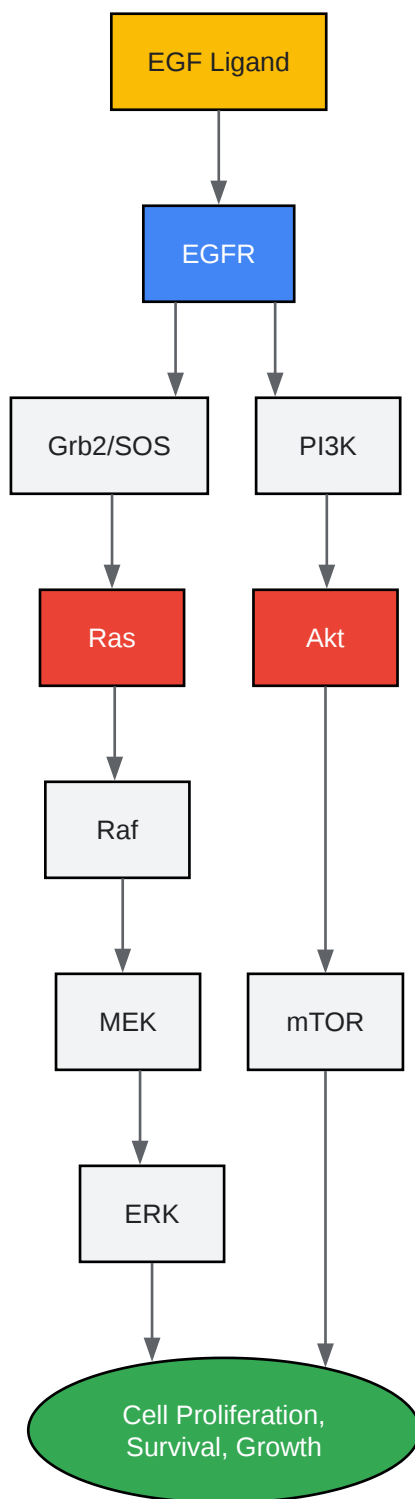 EGF Ligand
EGFR
Grb2/SOS
PI3K
Ras
Akt
Raf
MEK
mTOR
ERK
Cell Proliferation,
Survival, Growth